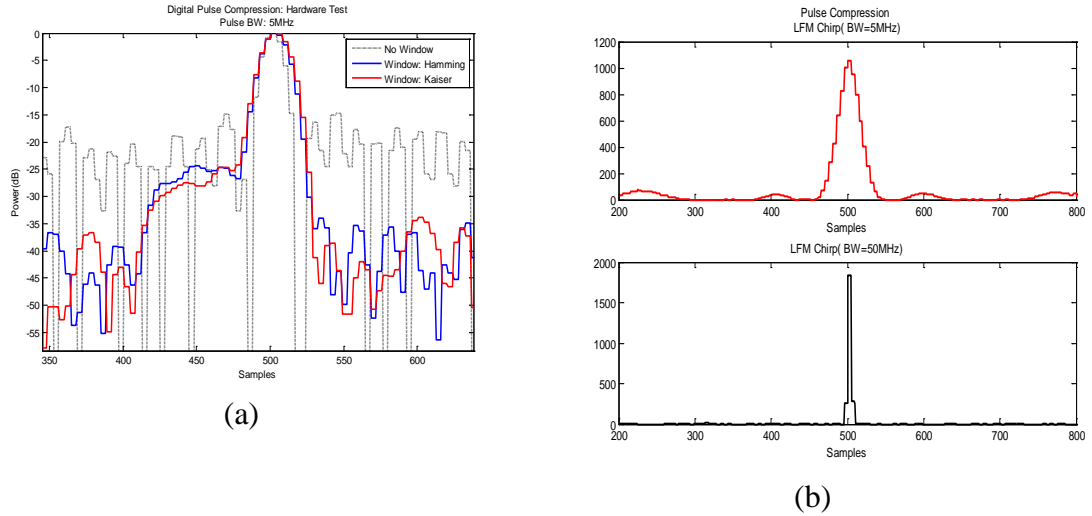 Digital Pulse Compression: Hardware Test
Pulse BW: 5MHz
No Window
Window: Hamming
Window: Kaiser
Power(dB)
0
-5
-10
-15
-20
-25
-30
-35
-40
-45
-50
-55
350 400 450 500 550 600
Samples
(a)
Pulse Compression
LFM Chirp( BW=5MHz)
1200
1000
800
600
400
200
0
200 300 400 500 600 700 800
Samples
LFM Chirp( BW=50MHz)
2000
1500
1000
500
0
200 300 400 500 600 700 800
Samples
(b)